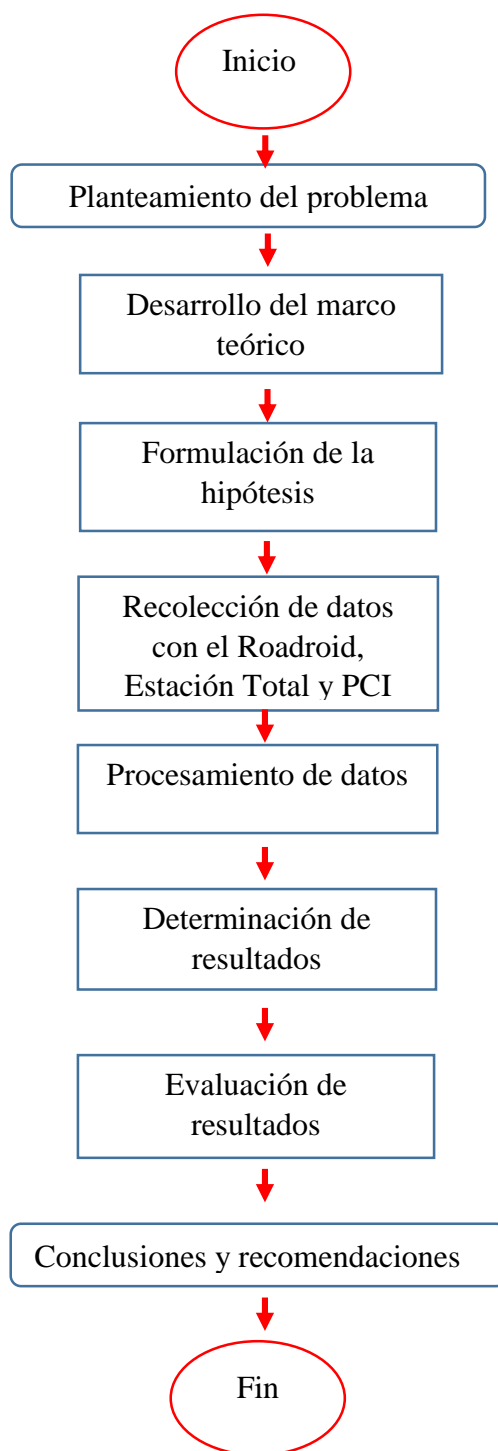 Inicio
Planteamiento del problema
Desarrollo del marco
teórico
Formulación de la
hipótesis
Recolección de datos
con el Roadroid,
Estación Total y PCI
Procesamiento de datos
Determinación de
resultados
Evaluación de
resultados
Conclusiones y recomendaciones
Fin